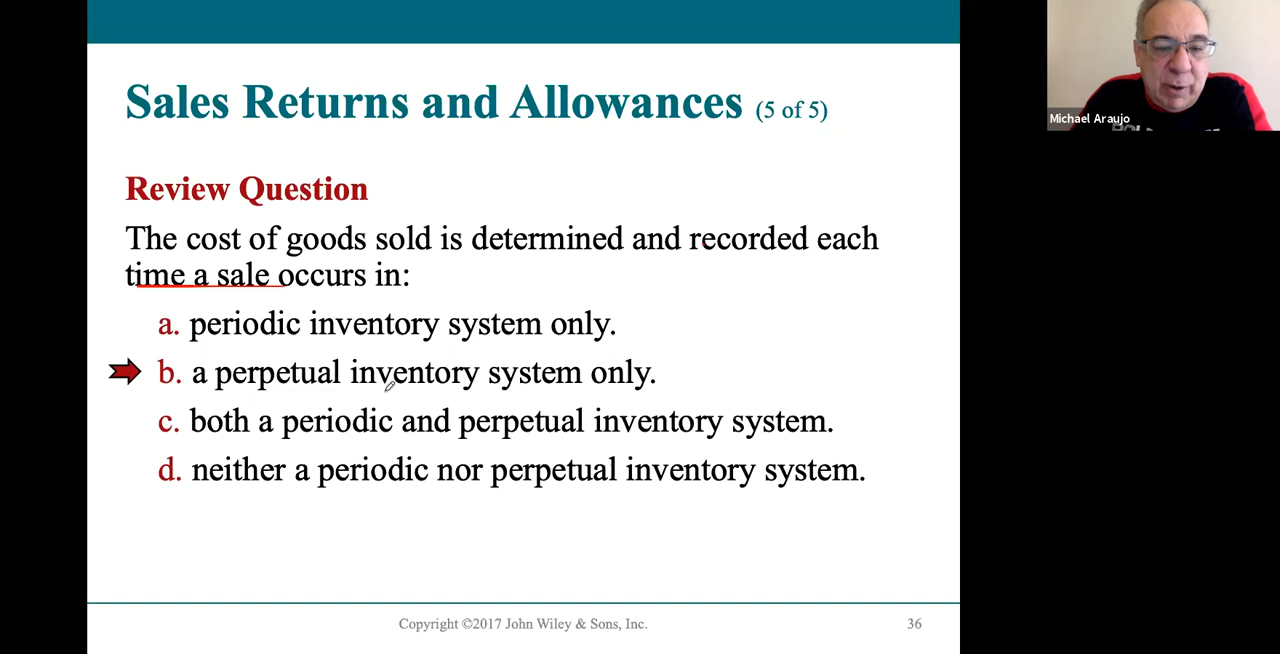 Sales Returns and Allowances (5 of 5)
Review Question
The cost of goods sold is determined and recorded each
time a sale occurs in:
a. periodic inventory system only.
b. a perpetual inventory system only.
c. both a periodic and perpetual inventory system.
d. neither a periodic nor perpetual inventory system.
Copyright ©2017 John Wiley & Sons, Inc.
36
Michael Araujo